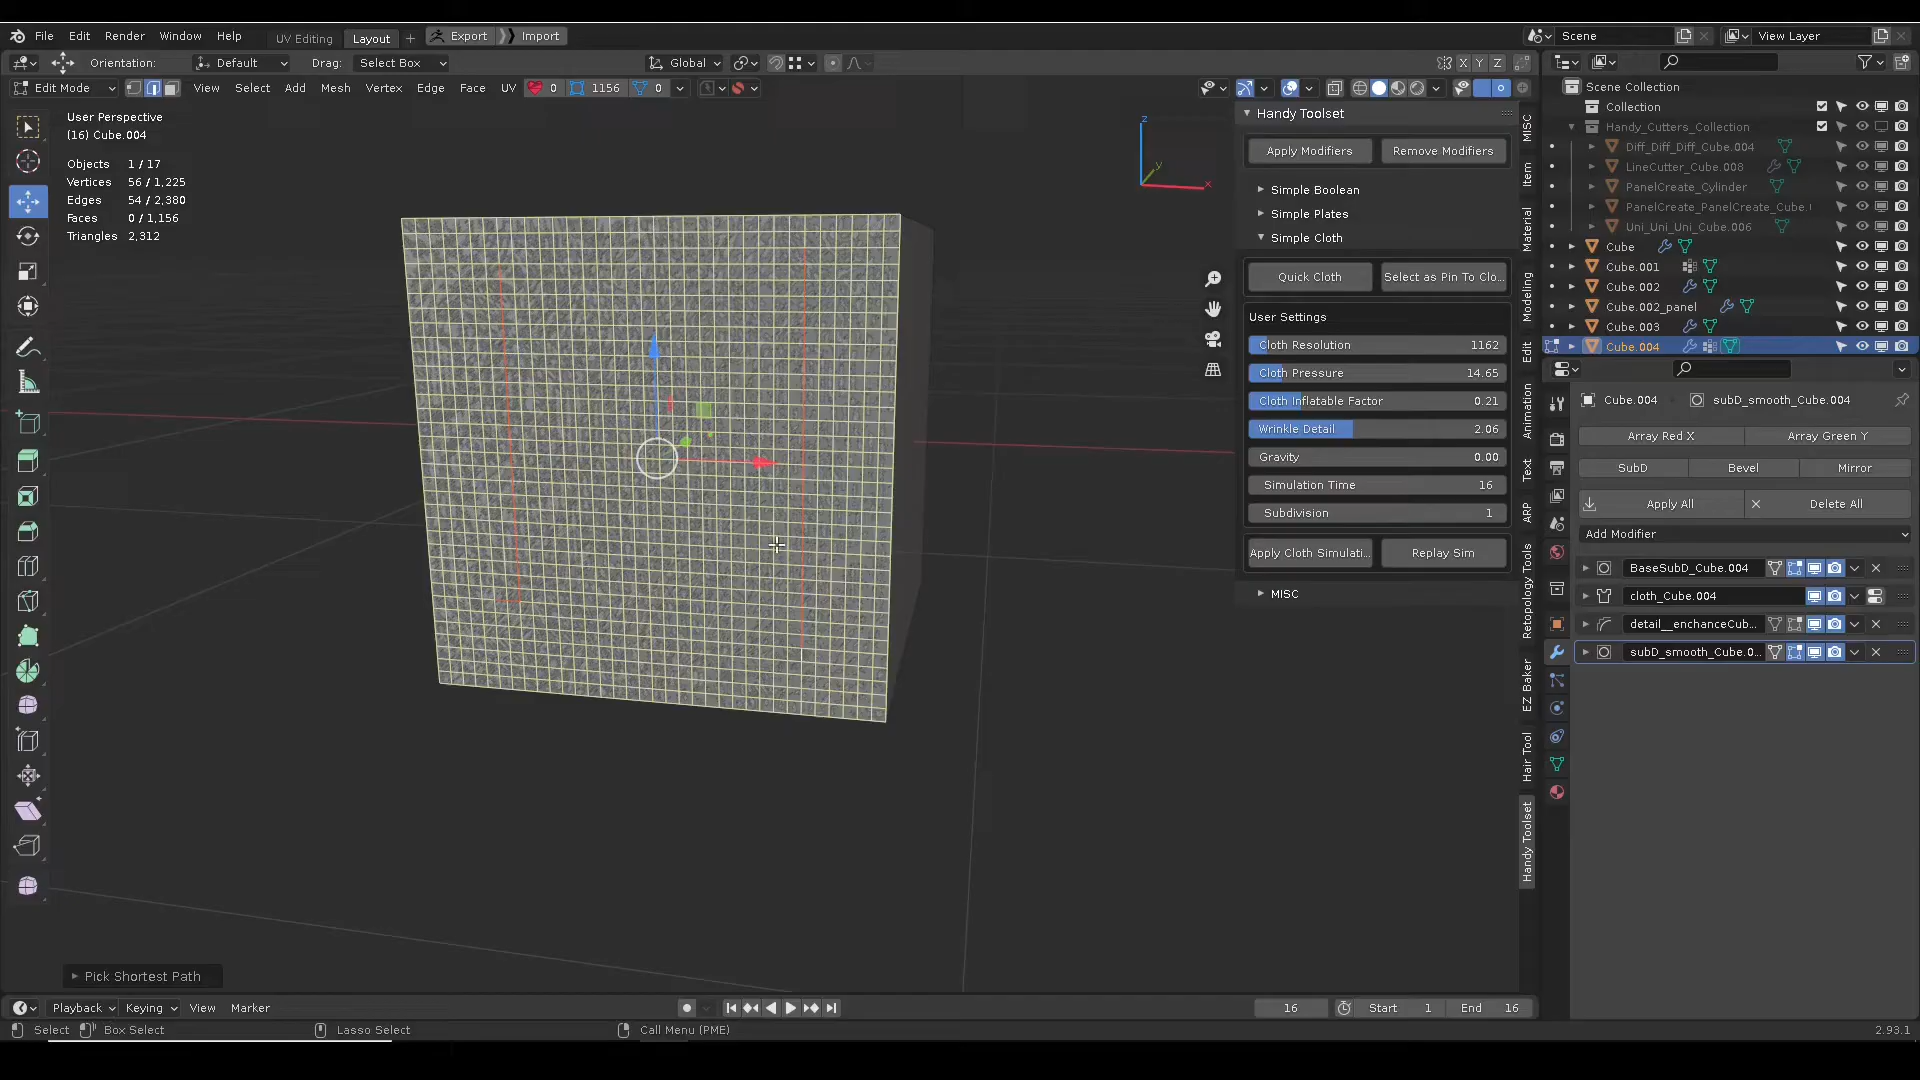 File Edit Render Window Help UV Editing Layout + Export Import Scene View Layer
Orientation: Default Drag: Select Box Global X Y Z
Edit Mode View Select Add Mesh Vertex Edge Face UV 0 1156 0
User Perspective
(16) Cube.004
Objects 1 / 17
Vertices 56 / 1,225
Edges 54 / 2,380
Faces 0 / 1,156
Triangles 2,312
z
y
x
Handy Toolset
Apply Modifiers Remove Modifiers
Simple Boolean
Simple Plates
Simple Cloth
Quick Cloth Select as Pin To Clo...
User Settings
Cloth Resolution 1162
Cloth Pressure 14.65
Cloth Inflatable Factor 0.21
Wrinkle Detail 2.06
Gravity 0.00
Simulation Time 16
Subdivision 1
Apply Cloth Simulati... Replay Sim
MISC
MISC
Item
Material
Modeling
Edit
Animation
Text
ARP
Retopology Tools
EZ Baker
Hair Tool
Handy Toolset
Scene Collection
Collection
Handy_Cutters_Collection
Diff_Diff_Diff_Cube.004
LineCutter_Cube.008
PanelCreate_Cylinder
PanelCreate_PanelCreate_Cube.
Uni_Uni_Uni_Cube.006
Cube
Cube.001
Cube.002
Cube.002_panel
Cube.003
Cube.004
Cube.004 subD_smooth_Cube.004
Array Red X Array Green Y
SubD Bevel Mirror
Apply All Delete All
Add Modifier
BaseSubD_Cube.004
cloth_Cube.004
detail__enchanceCub...
subD_smooth_Cube.0...
Pick Shortest Path
Playback Keying View Marker 16 Start 1 End 16
Select Box Select Lasso Select Call Menu (PME) 2.93.1